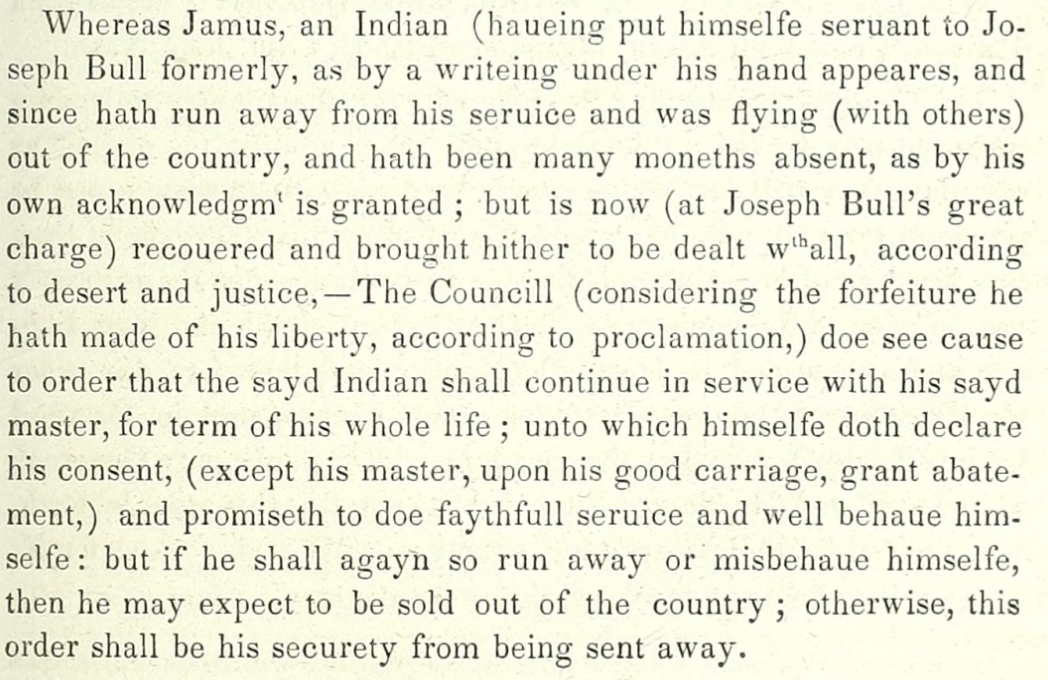 Whereas Jamus, an Indian (haueing put himselfe seruant to Jo-
seph Bull formerly, as by a writeing under his hand appeares, and
since hath run away from his seruice and was flying (with others)
out of the country, and hath been many moneths absent, as by his
own acknowledgmᵗ is granted ; but is now (at Joseph Bull's great
charge) recouered and brought hither to be dealt wᵗʰall, according
to desert and justice,—The Councill (considering the forfeiture he
hath made of his liberty, according to proclamation,) doe see cause
to order that the sayd Indian shall continue in service with his sayd
master, for term of his whole life ; unto which himselfe doth declare
his consent, (except his master, upon his good carriage, grant abate-
ment,) and promiseth to doe faythfull seruice and well behaue him-
selfe : but if he shall agayn so run away or misbehaue himselfe,
then he may expect to be sold out of the country ; otherwise, this
order shall be his securety from being sent away.